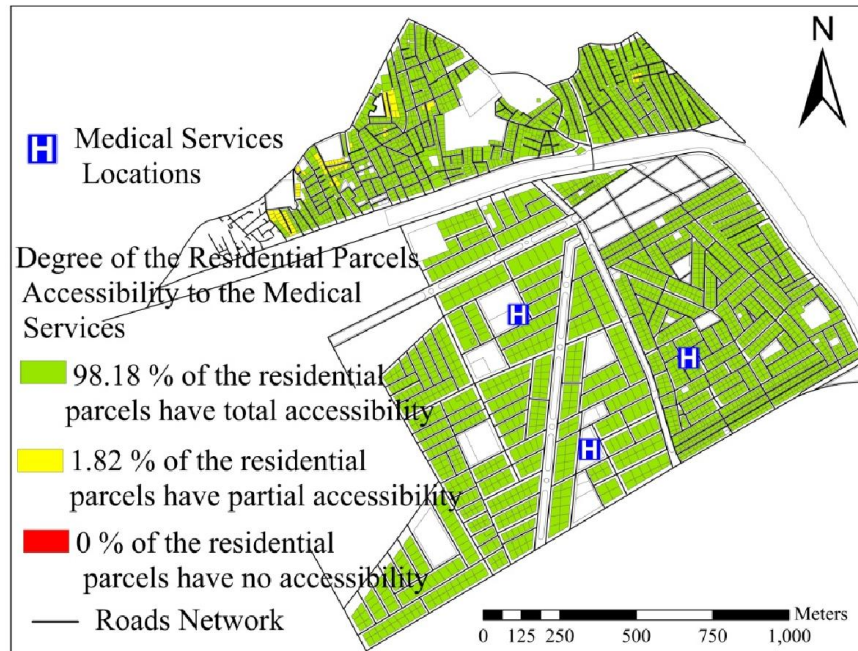 N
H Medical Services
Locations
Degree of the Residential Parcels
Accessibility to the Medical
Services
98.18 % of the residential
parcels have total accessibility
1.82 % of the residential
parcels have partial accessibility
0 % of the residential
parcels have no accessibility
Roads Network
H
H
H
Meters
0 125 250 500 750 1,000